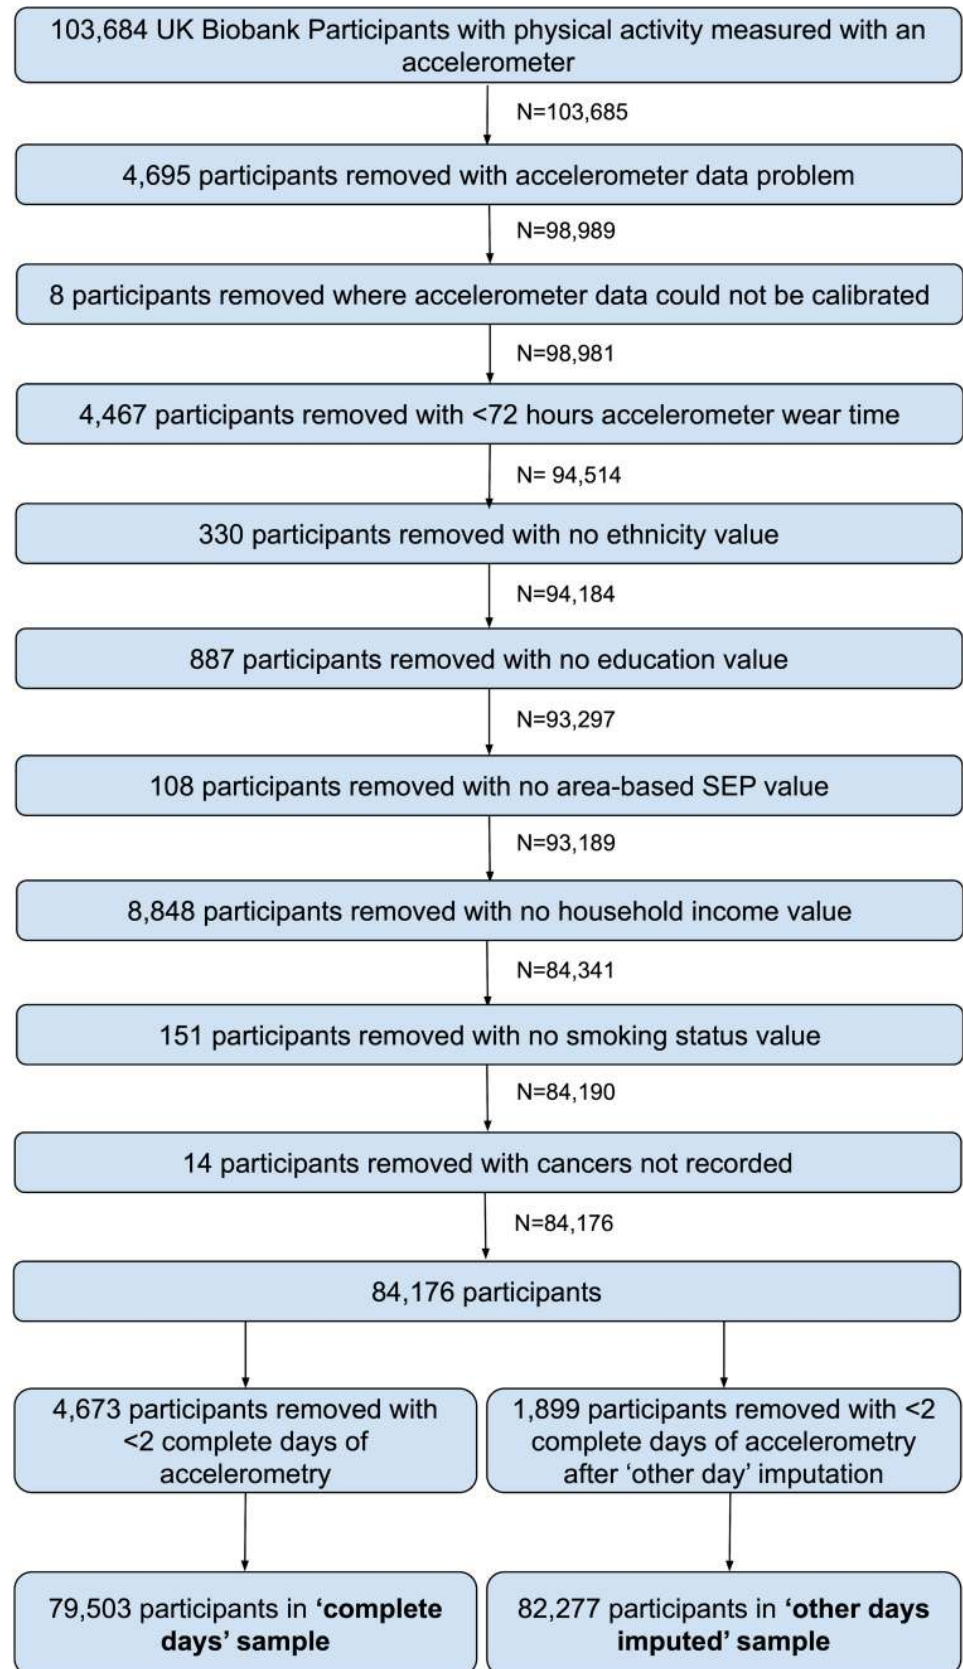 103,684 UK Biobank Participants with physical activity measured with an
accelerometer
N=103,685
4,695 participants removed with accelerometer data problem
N=98,989
8 participants removed where accelerometer data could not be calibrated
N=98,981
4,467 participants removed with <72 hours accelerometer wear time
N= 94,514
330 participants removed with no ethnicity value
N=94,184
887 participants removed with no education value
N=93,297
108 participants removed with no area-based SEP value
N=93,189
8,848 participants removed with no household income value
N=84,341
151 participants removed with no smoking status value
N=84,190
14 participants removed with cancers not recorded
N=84,176
84,176 participants
4,673 participants removed with
<2 complete days of
accelerometry
1,899 participants removed with <2
complete days of accelerometry
after ‘other day’ imputation
79,503 participants in ‘complete
days’ sample
82,277 participants in ‘other days
imputed’ sample